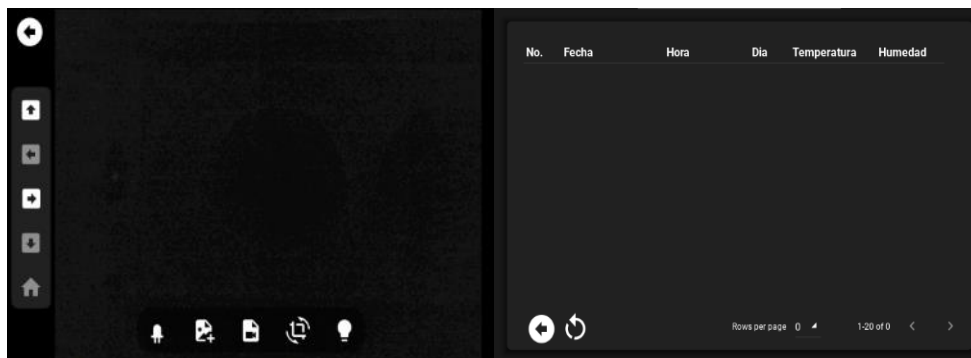 No. Fecha Hora Dia Temperatura Humedad
Rows per page 0 1-20 of 0